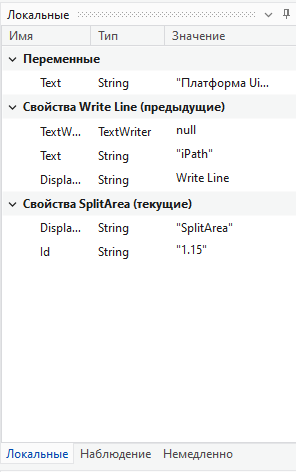 Локальные
Имя Тип Значение
Переменные
Text String "Платформа Ui...
Свойства Write Line (предыдущие)
TextW... TextWriter null
Text String "iPath"
Displa... String Write Line
Свойства SplitArea (текущие)
Displa... String "SplitArea"
Id String "1.15"
Локальные Наблюдение Немедленно